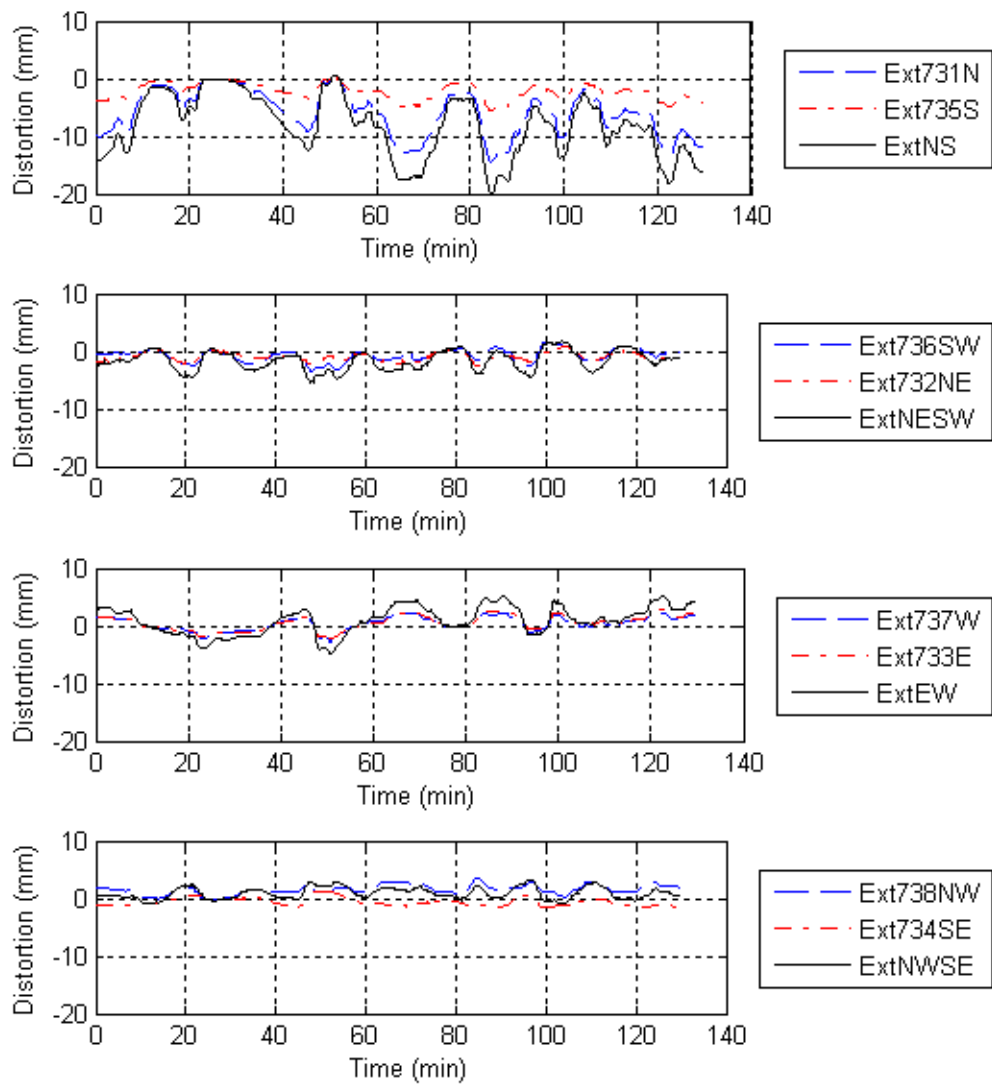 10
0
-10
-20
Distortion (mm)
0 20 40 60 80 100 120 140
Time (min)
Ext731N
Ext735S
ExtNS
10
0
-10
-20
Distortion (mm)
0 20 40 60 80 100 120 140
Time (min)
Ext736SW
Ext732NE
ExtNESW
10
0
-10
-20
Distortion (mm)
0 20 40 60 80 100 120 140
Time (min)
Ext737W
Ext733E
ExtEW
10
0
-10
-20
Distortion (mm)
0 20 40 60 80 100 120 140
Time (min)
Ext738NW
Ext734SE
ExtNWSE